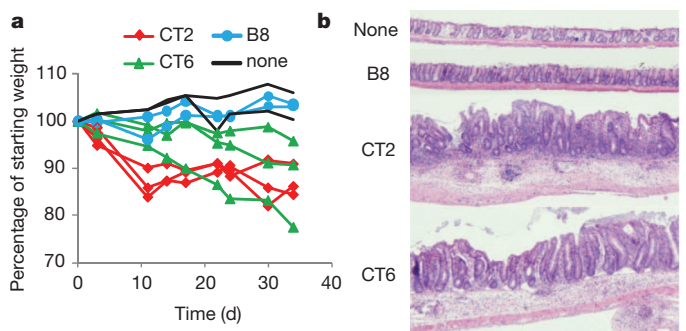 a
CT2
B8
CT6
none
Percentage of starting weight
110
100
90
80
70
0
10
20
30
40
Time (d)
b
None
B8
CT2
CT6